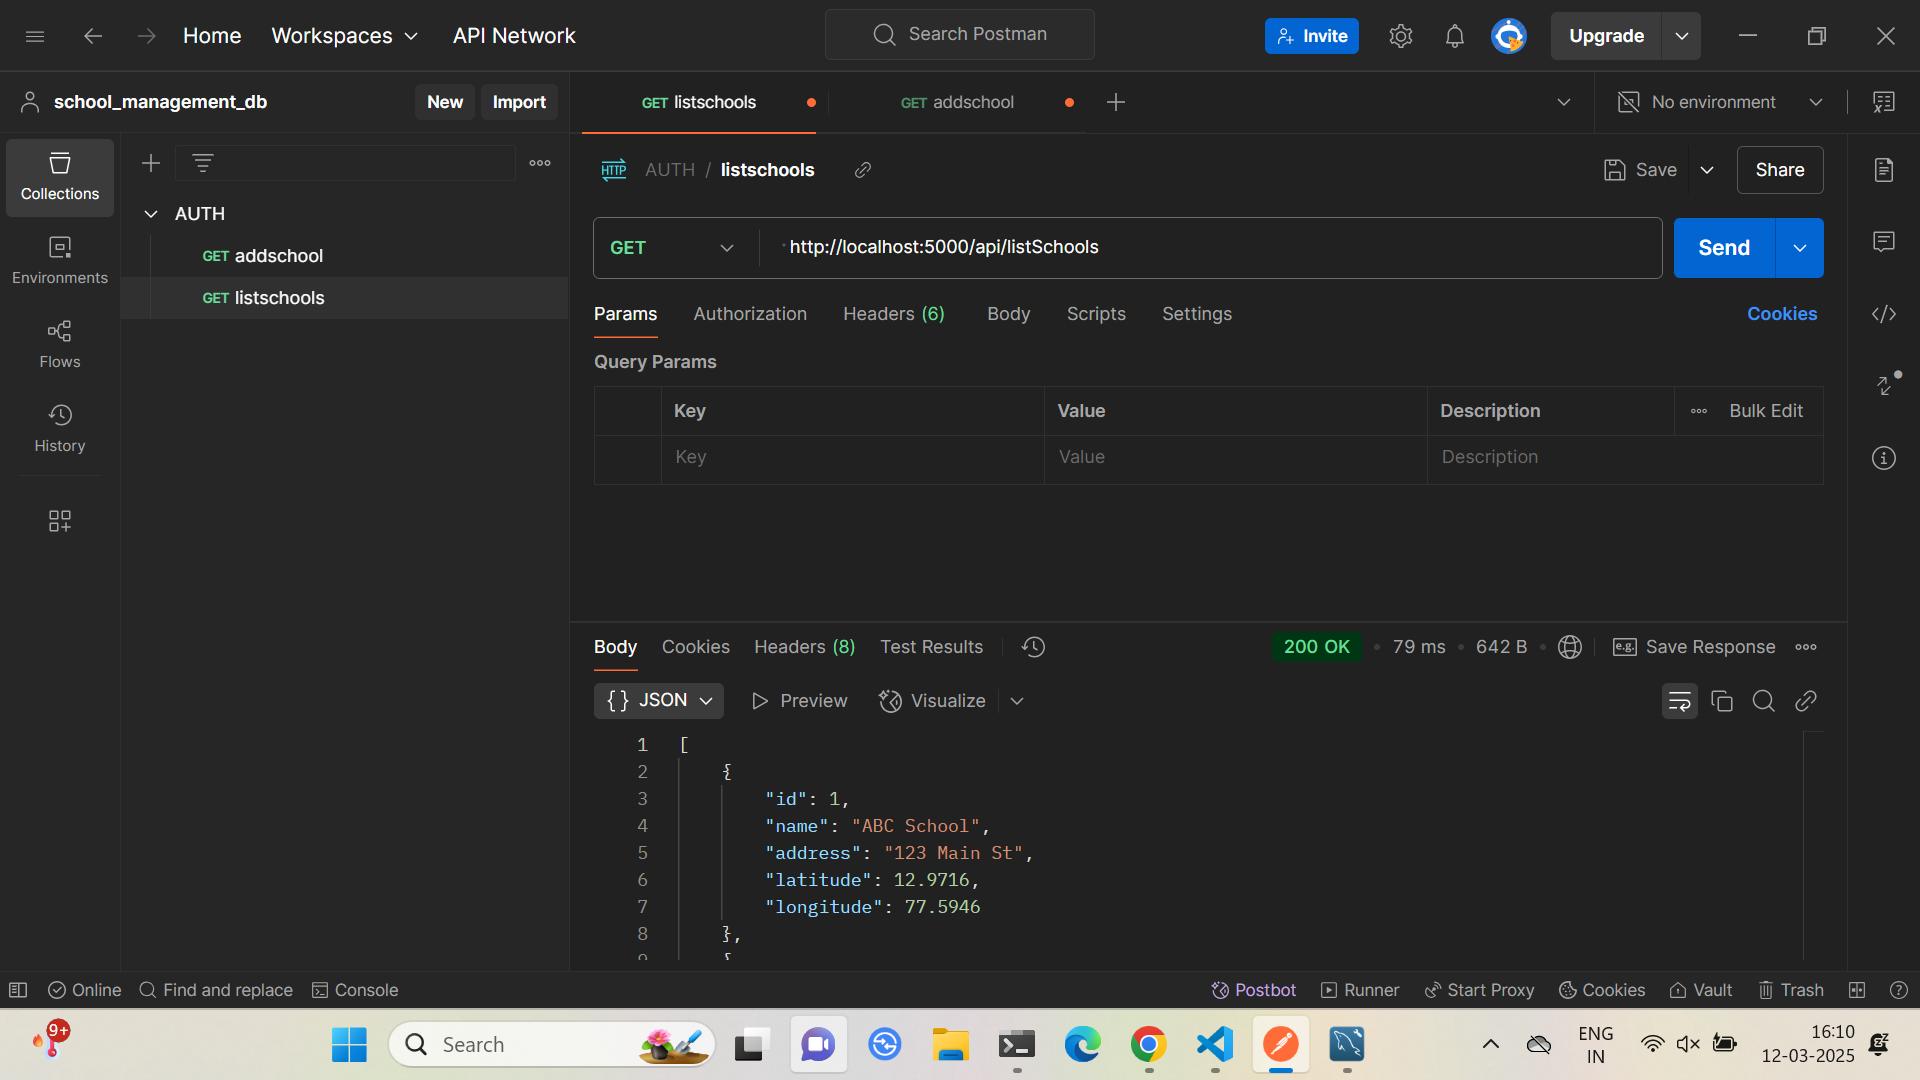 Home
Workspaces
API Network
Search Postman
Invite
Upgrade
school_management_db
New
Import
GET listschools
GET addschool
No environment
Collections
Environments
Flows
History
AUTH
GET addschool
GET listschools
HTTP AUTH / listschools
Save
Share
GET
http://localhost:5000/api/listSchools
Send
Params
Authorization
Headers (6)
Body
Scripts
Settings
Cookies
Query Params
Key
Value
Description
Bulk Edit
Key
Value
Description
Body
Cookies
Headers (8)
Test Results
200 OK
79 ms
642 B
e.g. Save Response
{} JSON
Preview
Visualize
1 [
2 {
3 "id": 1,
4 "name": "ABC School",
5 "address": "123 Main St",
6 "latitude": 12.9716,
7 "longitude": 77.5946
8 },
9 {
Online
Find and replace
Console
Postbot
Runner
Start Proxy
Cookies
Vault
Trash
9+
Search
ENG
IN
16:10
12-03-2025